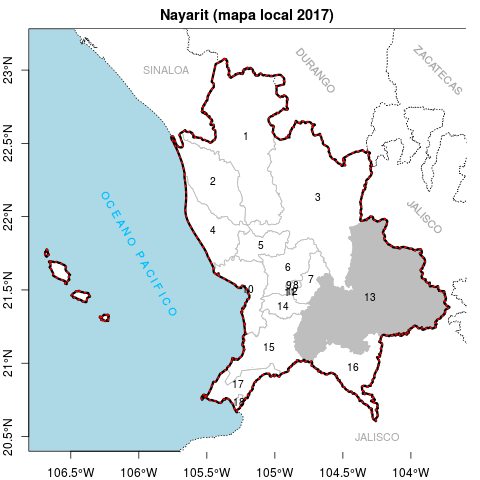 Nayarit (mapa local 2017)
23°N
22.5°N
22°N
21.5°N
21°N
20.5°N
SINALOA
DURANGO
ZACATECAS
JALISCO
OCEANO PACIFICO
1
2
3
4
5
6
7
9
8
10
12
13
14
15
16
17
18
JALISCO
106.5°W
106°W
105.5°W
105°W
104.5°W
104°W